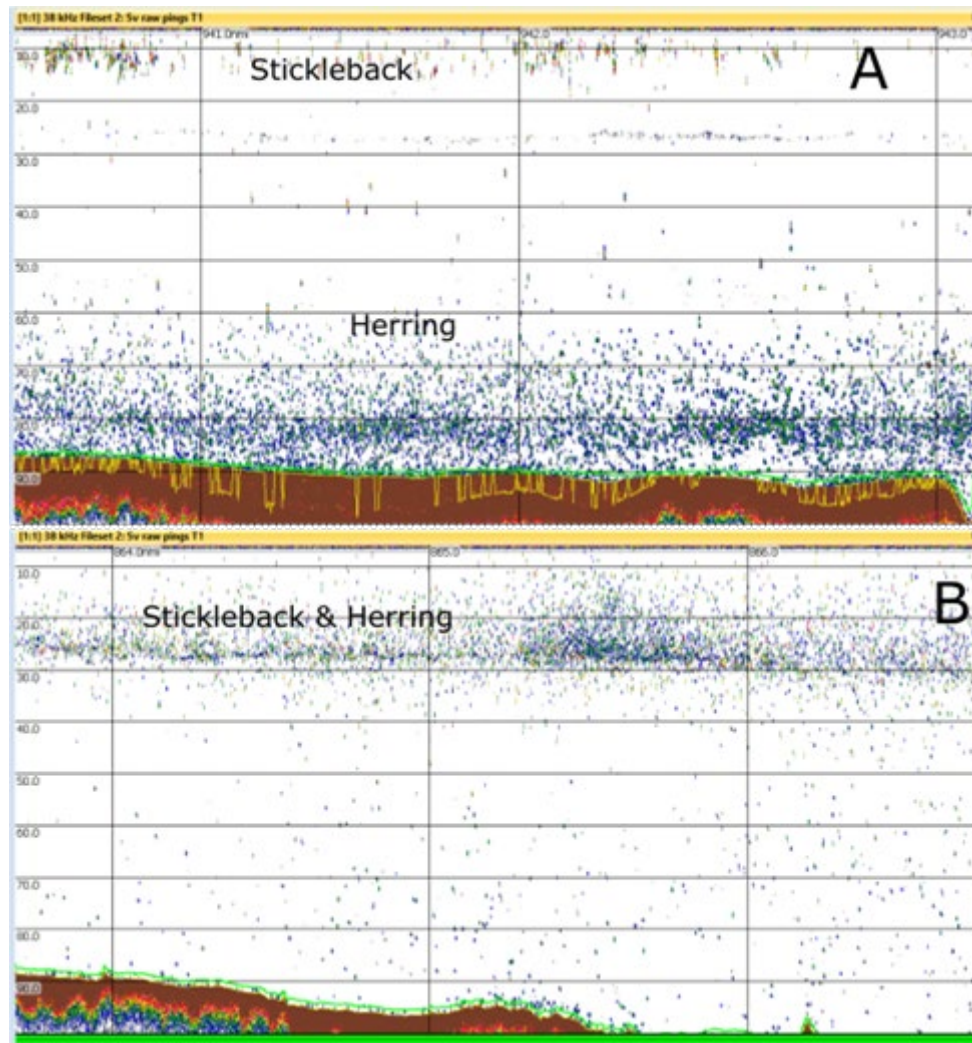 [1:1] 38 kHz Fileset 2: Sv raw pings T1
941.0nmi 942.0 943.0
10.0
Stickleback
A
20.0
30.0
40.0
50.0
60.0
Herring
70.0
80.0
90.0
[1:1] 38 kHz Fileset 2: Sv raw pings T1
864.0nmi 865.0 866.0
10.0
B
Stickleback & Herring
20.0
30.0
40.0
50.0
60.0
70.0
80.0
90.0